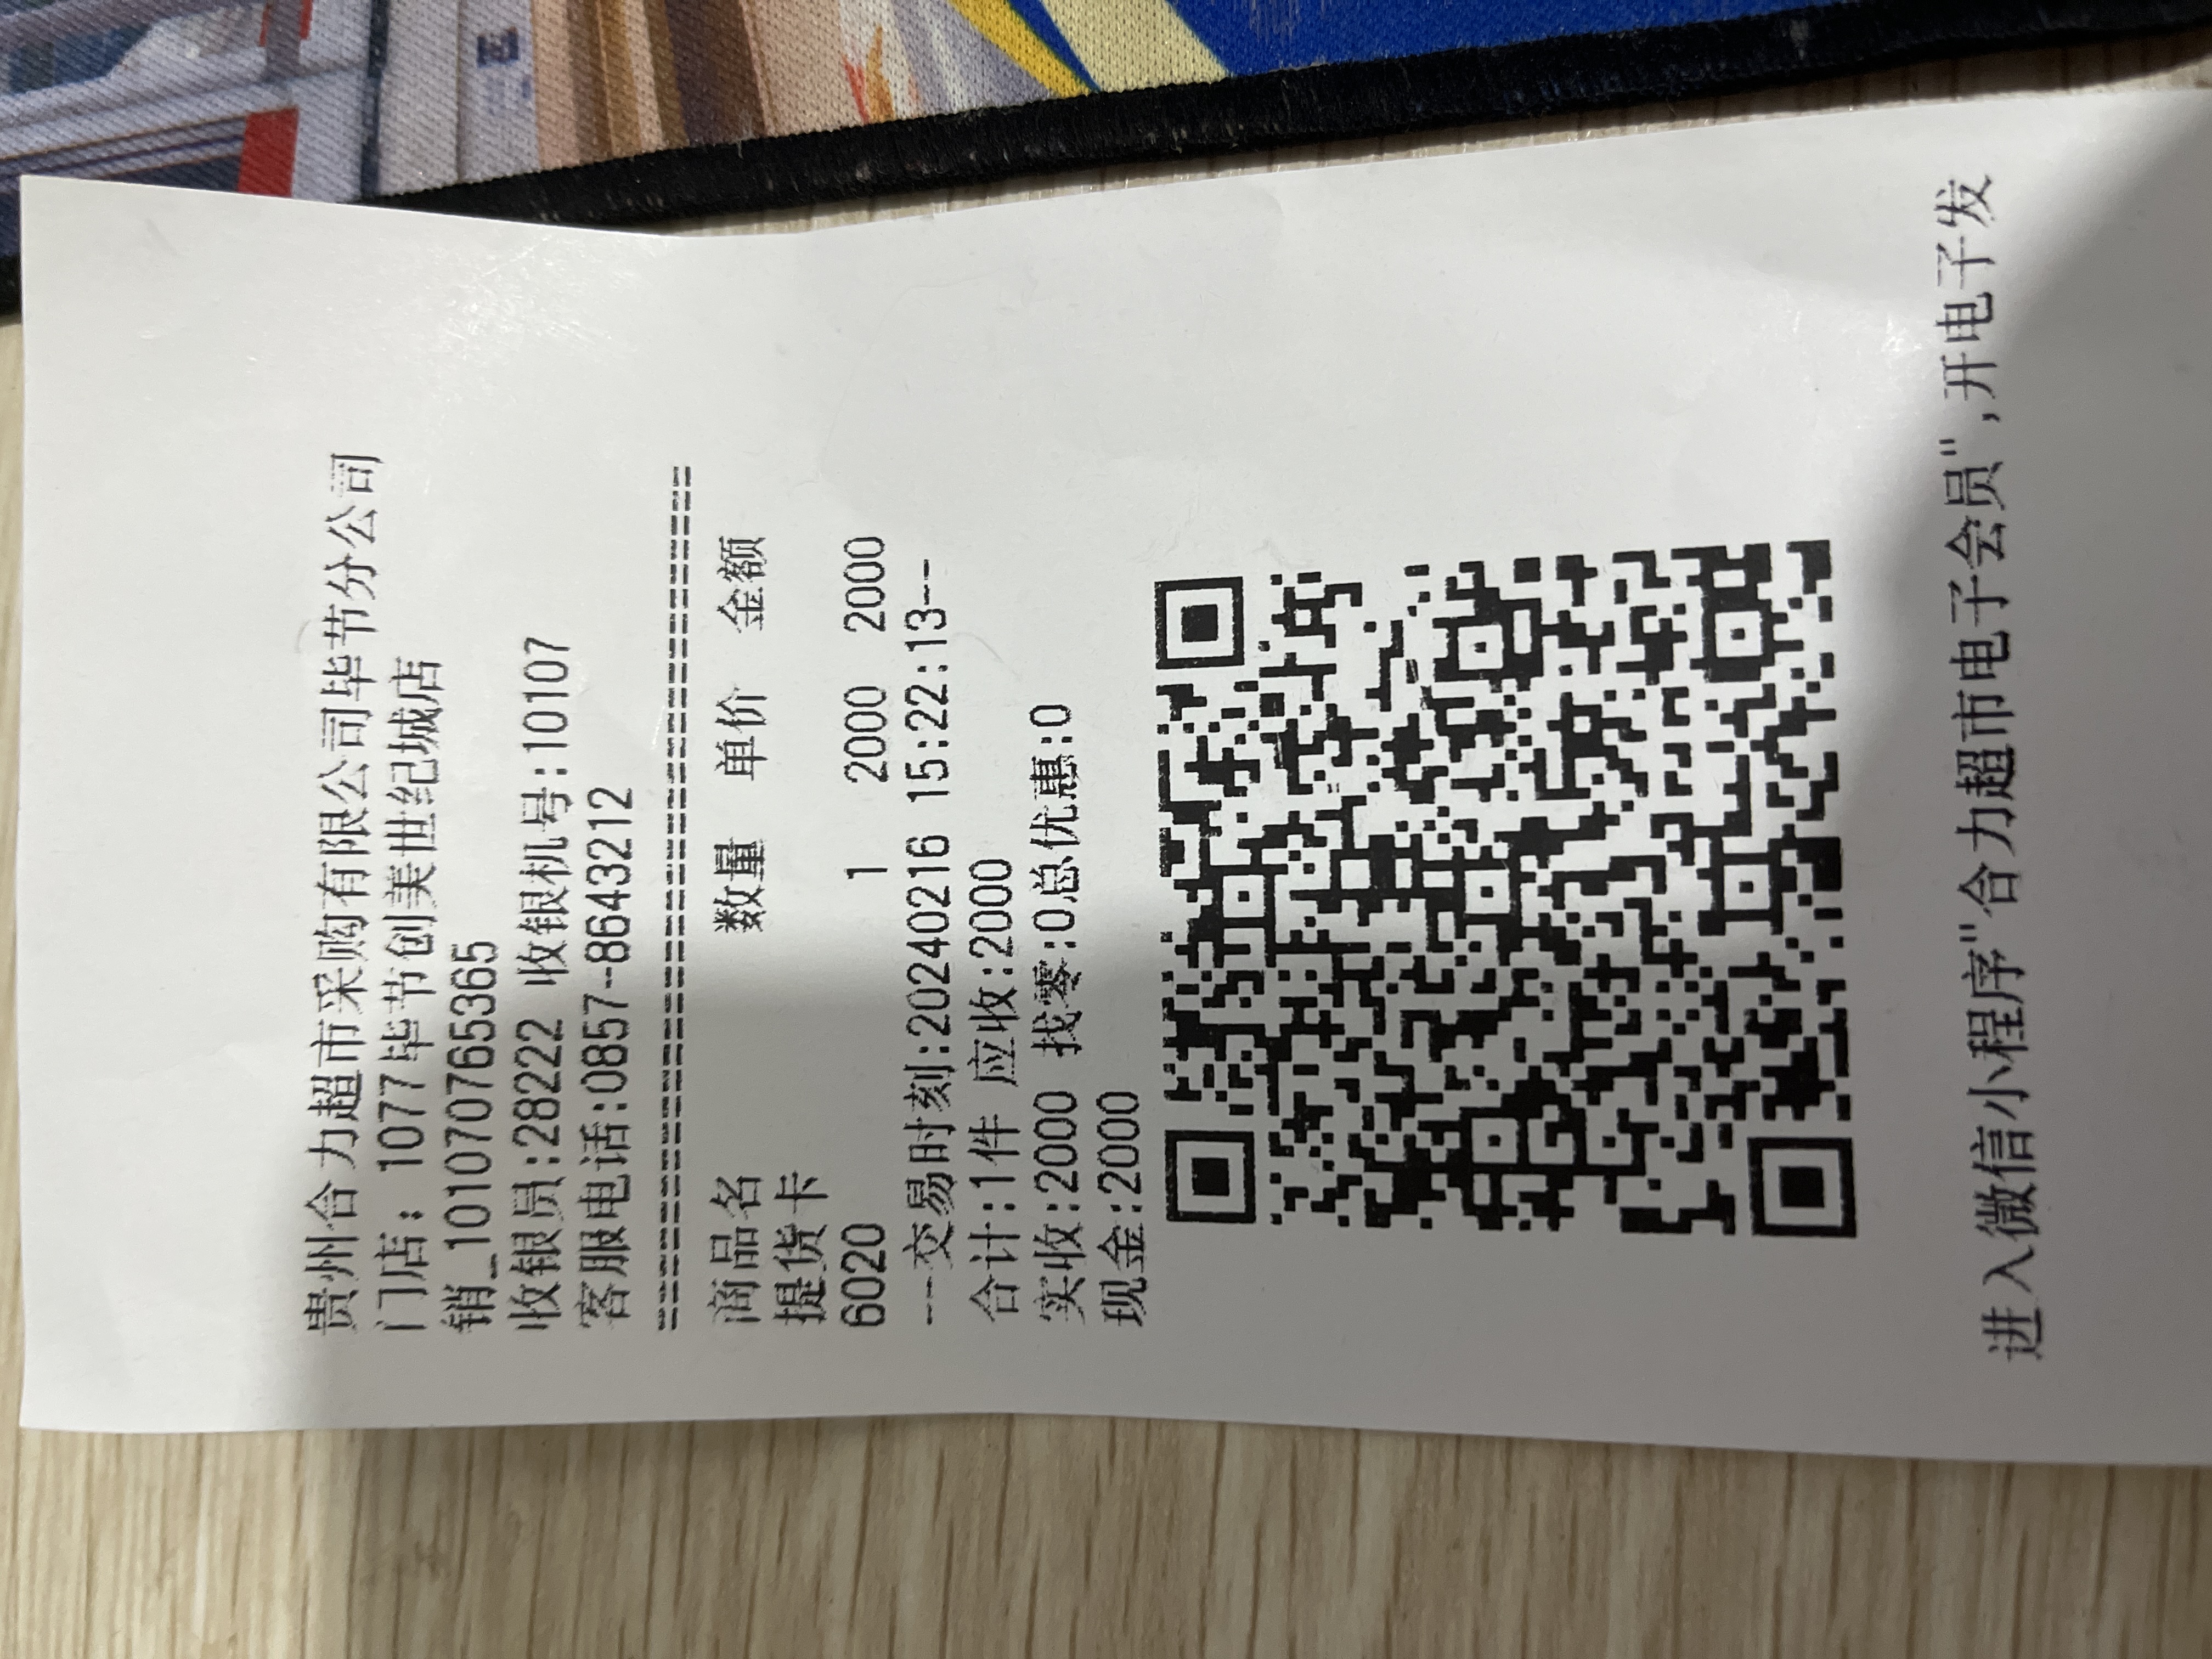 贵州合力超市采购有限公司毕节分公司
门店: 1077毕节创美世纪城店
销_1010707765365
收银员:28222 收银机号:10107
客服电话:0857--8643212
==========================================
商品名 数量 单价 金额
提货卡
6020 1 2000 2000
---交易时刻:20240216 15:22:13--
合计:1件 应收:2000
实收:2000 找零:0总优惠:0
现金:2000
进入微信小程序"合力超市电子会员",开电子发